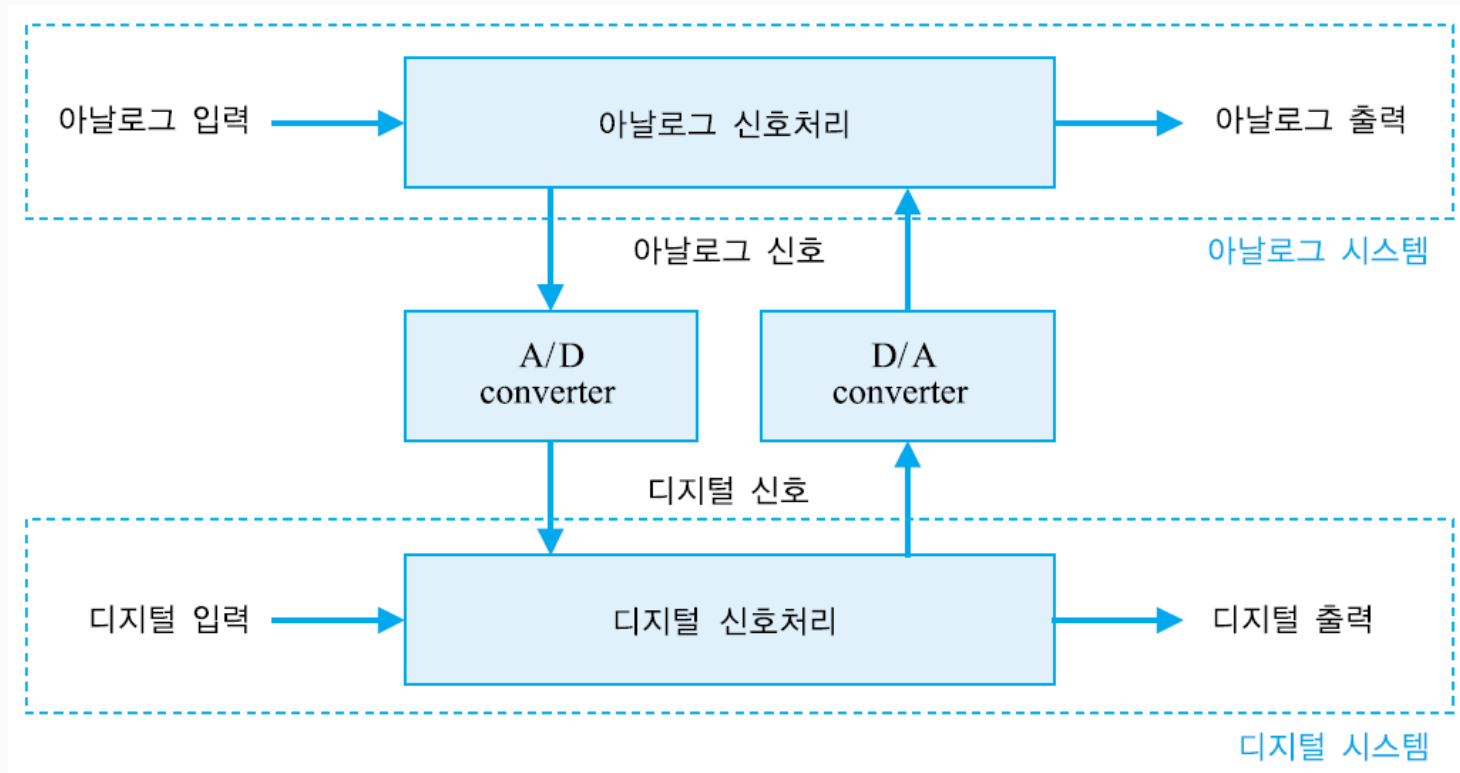 아날로그 입력
아날로그 신호처리
아날로그 출력
아날로그 신호
아날로그 시스템
A/D
converter
D/A
converter
디지털 신호
디지털 입력
디지털 신호처리
디지털 출력
디지털 시스템